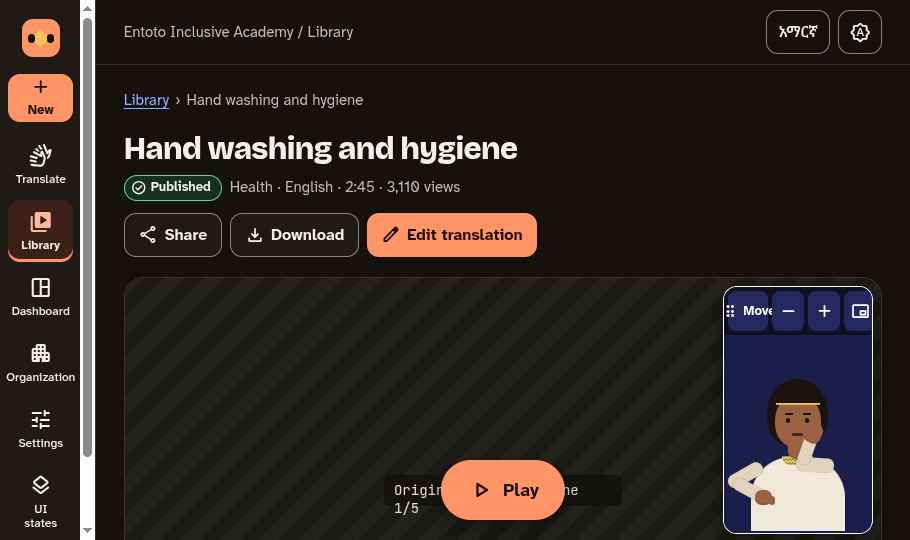 Entoto Inclusive Academy / Library
አማርኛ
A
New
Translate
Library
Dashboard
Organization
Settings
UI
states
Library › Hand washing and hygiene
Hand washing and hygiene
Published
Health · English · 2:45 · 3,110 views
Share
Download
Edit translation
Move
Play
1/5